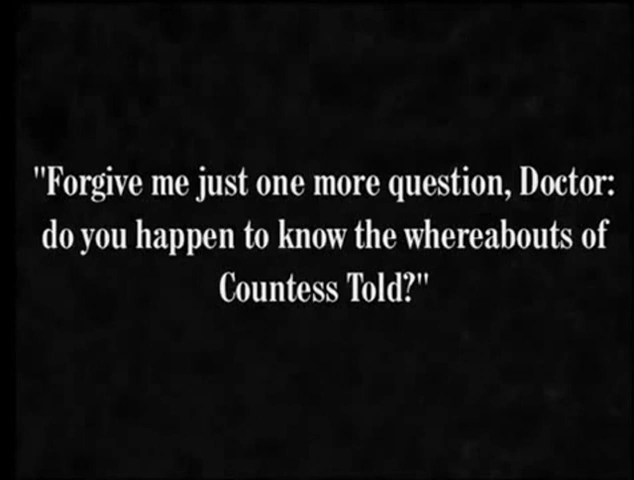 "Forgive me just one more question, Doctor:
do you happen to know the whereabouts of
Countess Told?"